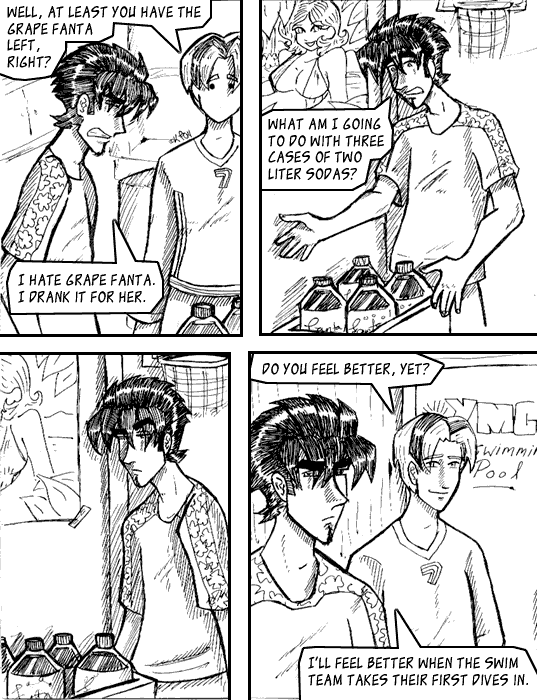 WELL, AT LEAST YOU HAVE THE
GRAPE FANTA
LEFT,
RIGHT?
I HATE GRAPE FANTA.
I DRANK IT FOR HER.
WHAT AM I GOING
TO DO WITH THREE
CASES OF TWO
LITER SODAS?
DO YOU FEEL BETTER, YET?
YMC
Swimmin
Pool
I'LL FEEL BETTER WHEN THE SWIM
TEAM TAKES THEIR FIRST DIVES IN.